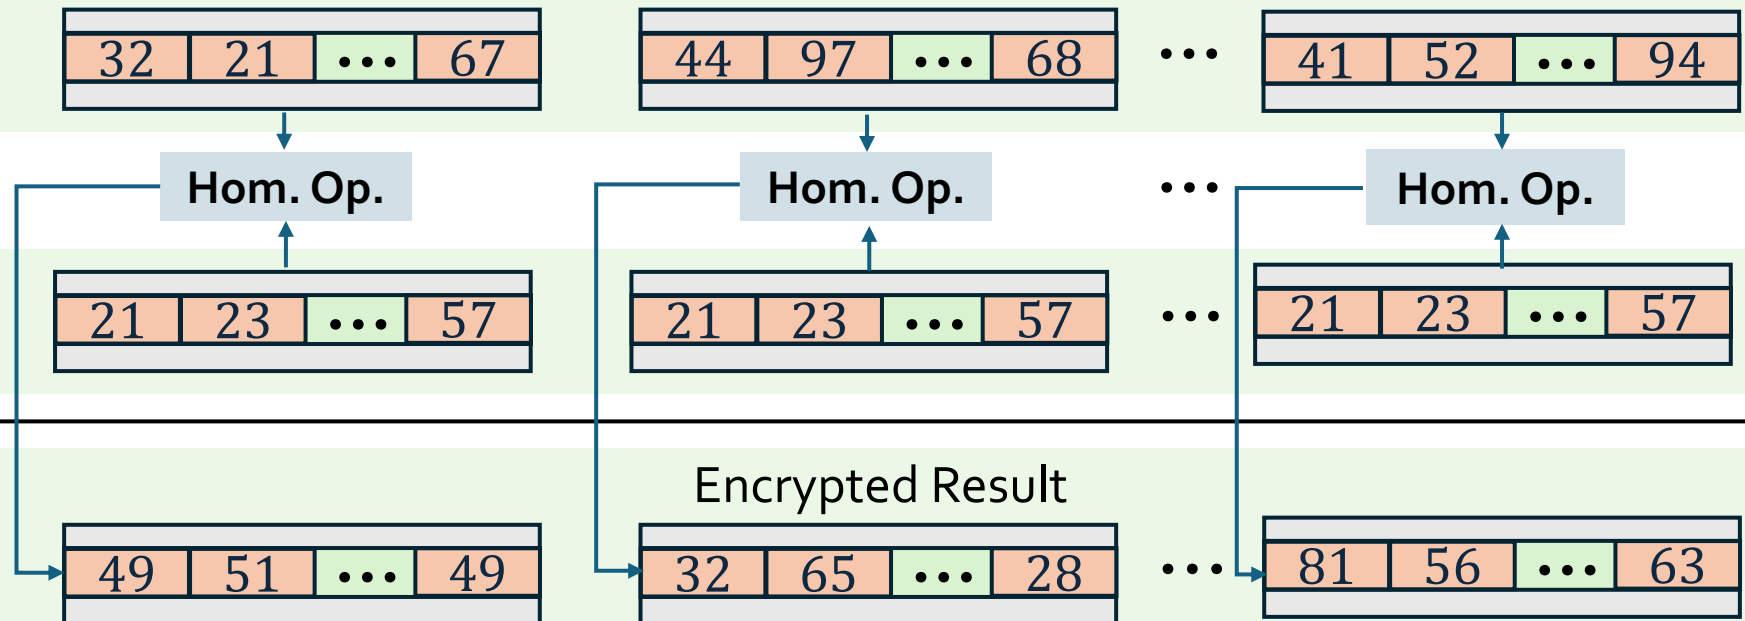 32 21 ••• 67 44 97 ••• 68 ••• 41 52 ••• 94
Hom. Op. Hom. Op. ••• Hom. Op.
21 23 ••• 57 21 23 ••• 57 ••• 21 23 ••• 57
Encrypted Result
49 51 ••• 49 32 65 ••• 28 ••• 81 56 ••• 63